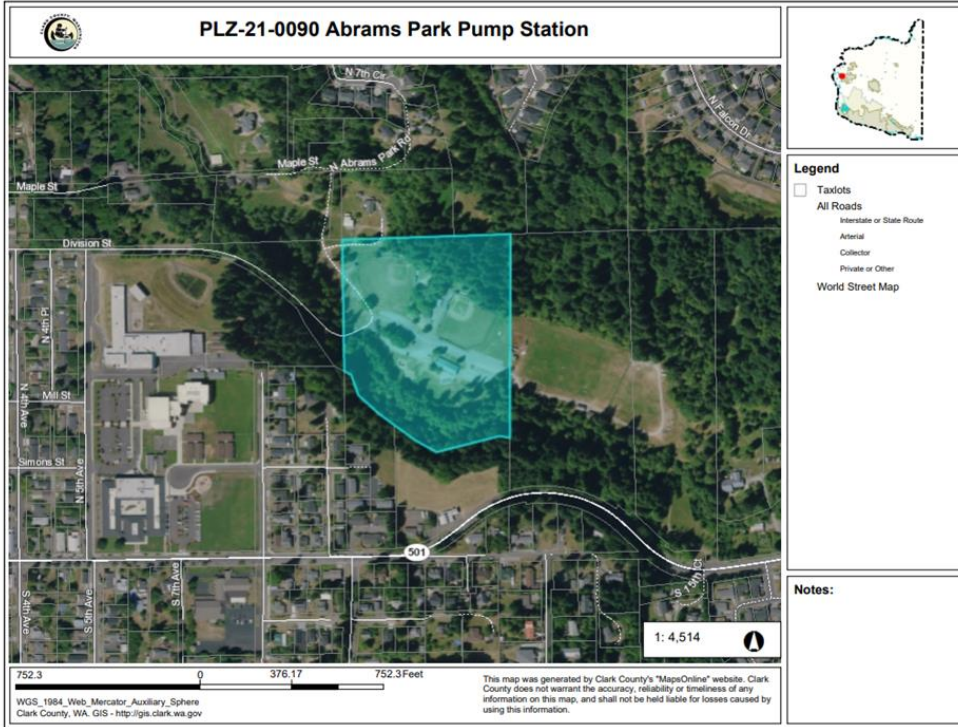 PLZ-21-0090 Abrams Park Pump Station
N 7th Cir
N Falcon Dr
Maple St
N Abrams Park Rd
Maple St
Division St
N 4th Pl
N 4th Ave
Mill St
Simons St
N 5th Ave
501
S 4th Ave
S 5th Ave
S 7th Ave
1: 4,514
Legend
Taxlots
All Roads
Interstate or State Route
Arterial
Collector
Private or Other
World Street Map
Notes:
752.3 0 376.17 752.3 Feet
WGS_1984_Web_Mercator_Auxiliary_Sphere
Clark County, WA. GIS - http://gis.clark.wa.gov
This map was generated by Clark County's "MapsOnline" website. Clark
County does not warrant the accuracy, reliability or timeliness of any
information on this map, and shall not be held liable for losses caused by
using this information.